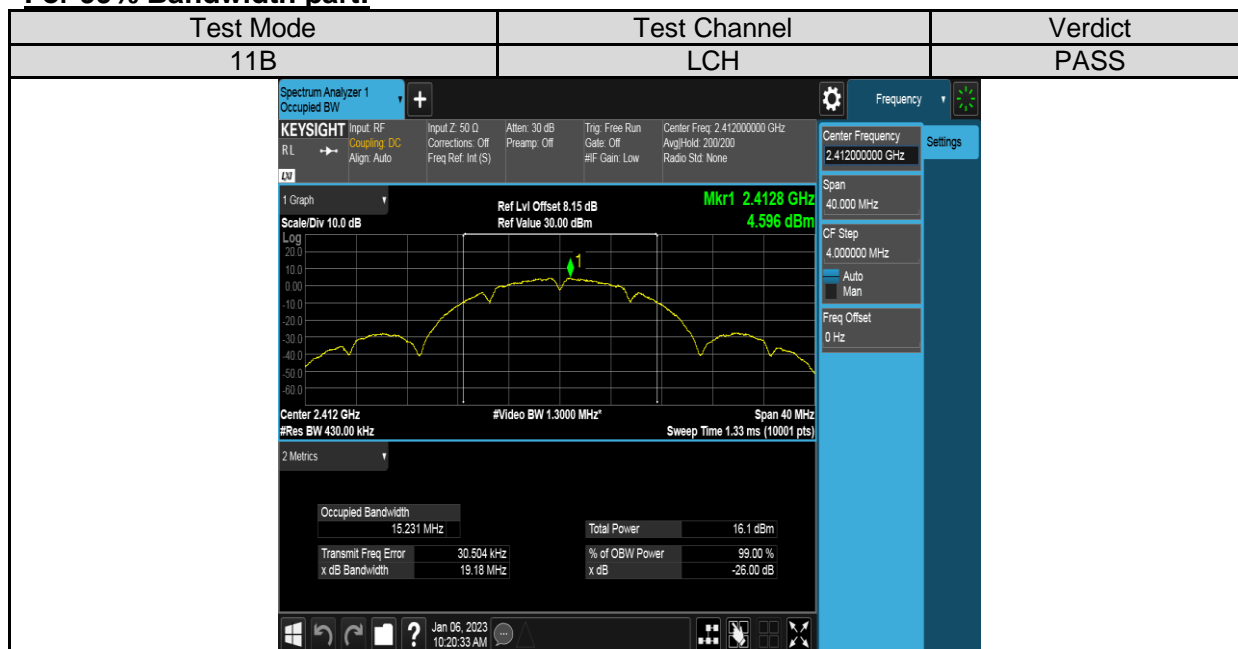 For 99% Bandwidth part:
Test Mode Test Channel Verdict
11B LCH PASS
Spectrum Analyzer 1
Occupied BW
+
Frequency
KEYSIGHT
RL
LXI
Input: RF
Coupling: DC
Align: Auto
Input Z: 50 Ω
Corrections: Off
Freq Ref: Int (S)
Atten: 30 dB
Preamp: Off
Trig: Free Run
Gate: Off
#IF Gain: Low
Center Freq: 2.412000000 GHz
Avg|Hold: 200/200
Radio Std: None
Center Frequency
2.412000000 GHz
Settings
Span
40.000 MHz
CF Step
4.000000 MHz
Auto
Man
Freq Offset
0 Hz
1 Graph
Scale/Div 10.0 dB
Ref Lvl Offset 8.15 dB
Ref Value 30.00 dBm
Mkr1 2.4128 GHz
4.596 dBm
Log
20.0
10.0
0.00
-10.0
-20.0
-30.0
-40.0
-50.0
-60.0
1
Center 2.412 GHz
#Res BW 430.00 kHz
#Video BW 1.3000 MHz*
Span 40 MHz
Sweep Time 1.33 ms (10001 pts)
2 Metrics
Occupied Bandwidth
15.231 MHz
Total Power 16.1 dBm
Transmit Freq Error 30.504 kHz
% of OBW Power 99.00 %
x dB Bandwidth 19.18 MHz
x dB -26.00 dB
?
Jan 06, 2023
10:20:33 AM